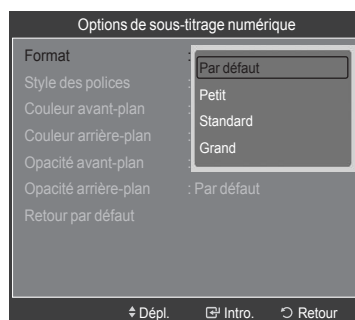 Options de sous-titrage numérique
Format : Par défaut
Style des polices : Petit
Couleur avant-plan : Standard
Couleur arrière-plan : Grand
Opacité avant-plan :
Opacité arrière-plan : Par défaut
Retour par défaut
Dépl. Intro. Retour